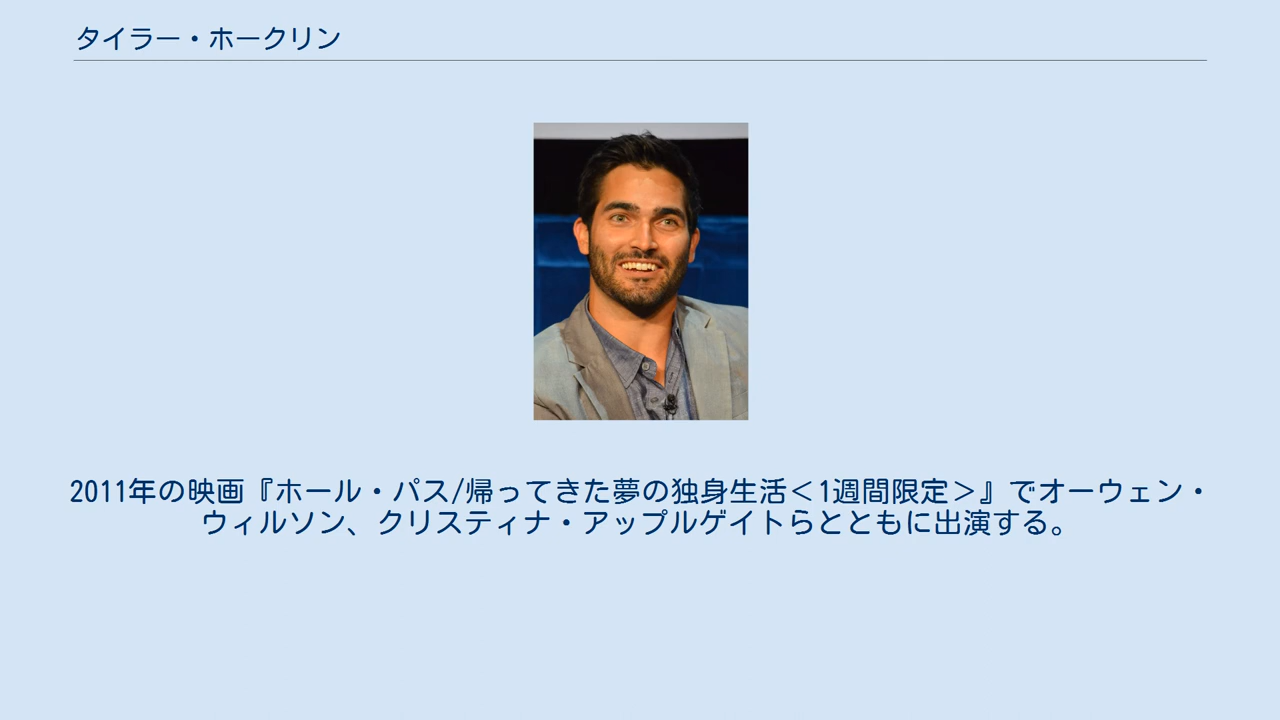 タイラー・ホークリン
2011年の映画『ホール・パス/帰ってきた夢の独身生活＜1週間限定＞』でオーウェン・
ウィルソン、クリスティナ・アップルゲイトらとともに出演する。